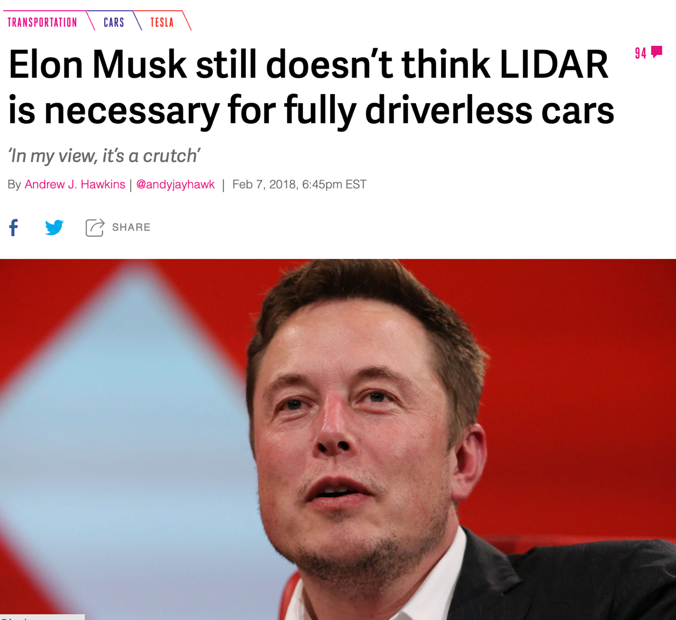 TRANSPORTATION CARS TESLA
Elon Musk still doesn't think LIDAR
is necessary for fully driverless cars
94
'In my view, it's a crutch'
By Andrew J. Hawkins | @andyjayhawk | Feb 7, 2018, 6:45pm EST
SHARE